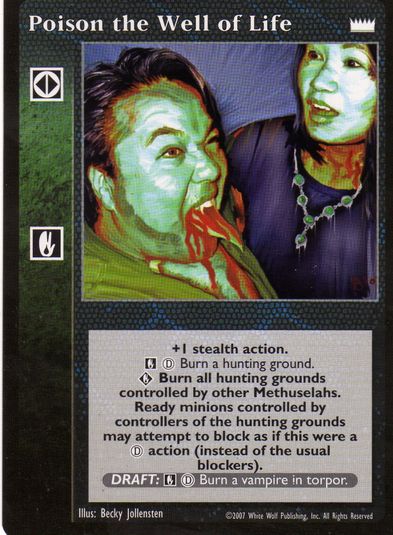 Poison the Well of Life
+1 stealth action.
Ⓓ Burn a hunting ground.
Burn all hunting grounds
controlled by other Methuselahs.
Ready minions controlled by
controllers of the hunting grounds
may attempt to block as if this were a
Ⓓ action (instead of the usual
blockers).
DRAFT: Ⓓ Burn a vampire in torpor.
Illus: Becky Jollensten ©2007 White Wolf Publishing, Inc. All Rights Reserved